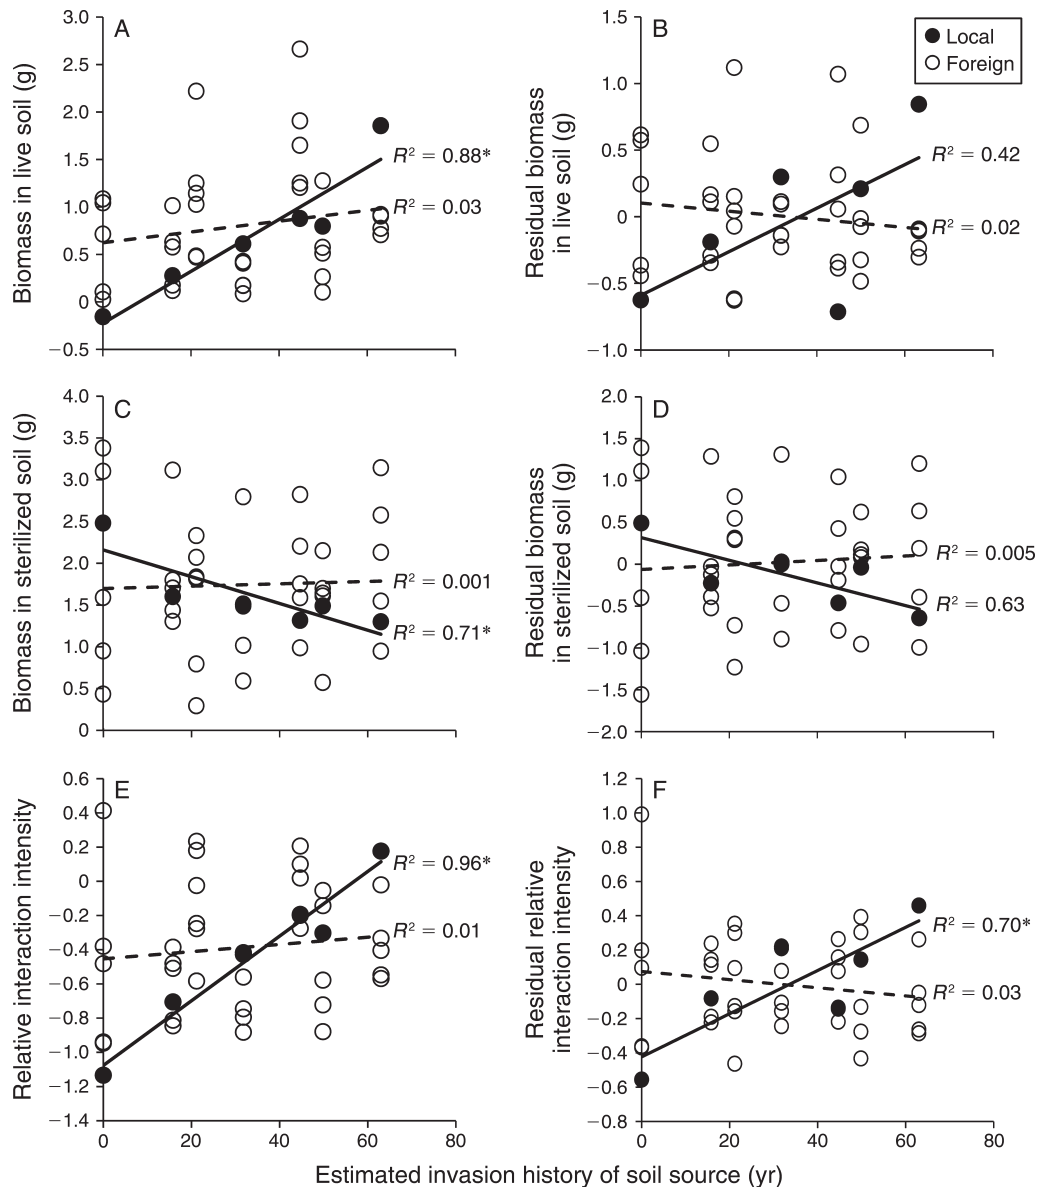 A
3.0
2.5
2.0
1.5
1.0
0.5
0
−0.5
Biomass in live soil (g)
R² = 0.88*
R² = 0.03
B
Local
Foreign
1.5
1.0
0.5
0
−0.5
−1.0
Residual biomass
in live soil (g)
R² = 0.42
R² = 0.02
C
4.0
3.5
3.0
2.5
2.0
1.5
1.0
0.5
0
Biomass in sterilized soil (g)
R² = 0.001
R² = 0.71*
D
2.0
1.5
1.0
0.5
0
−0.5
−1.0
−1.5
−2.0
Residual biomass
in sterilized soil (g)
R² = 0.005
R² = 0.63
E
0.6
0.4
0.2
0
−0.2
−0.4
−0.6
−0.8
−1.0
−1.2
−1.4
Relative interaction intensity
R² = 0.96*
R² = 0.01
0 20 40 60 80
F
1.2
1.0
0.8
0.6
0.4
0.2
0
−0.2
−0.4
−0.6
−0.8
Residual relative
interaction intensity
R² = 0.70*
R² = 0.03
0 20 40 60 80
Estimated invasion history of soil source (yr)